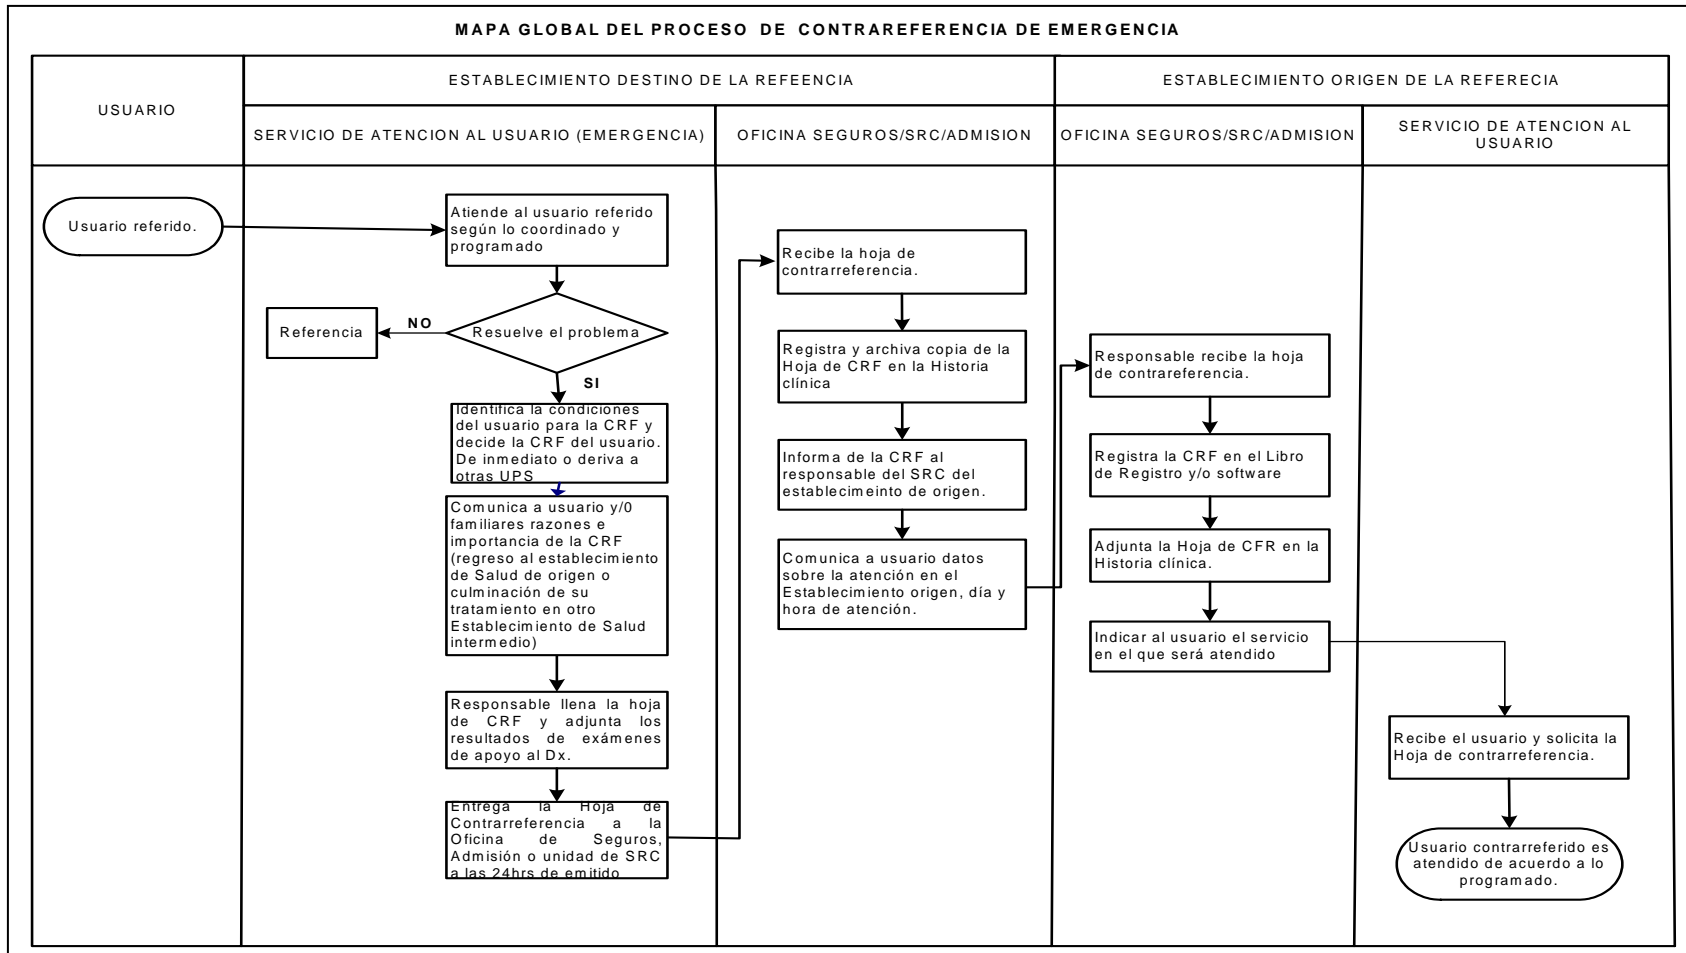 MAPA GLOBAL DEL PROCESO DE CONTRAREFERENCIA DE EMERGENCIA
USUARIO
ESTABLECIMIENTO DESTINO DE LA REFEENCIA
ESTABLECIMIENTO ORIGEN DE LA REFERECIA
SERVICIO DE ATENCION AL USUARIO (EMERGENCIA)
OFICINA SEGUROS/SRC/ADMISION
OFICINA SEGUROS/SRC/ADMISION
SERVICIO DE ATENCION AL
USUARIO
Usuario referido.
Atiende al usuario referido
según lo coordinado y
programado
Resuelve el problema
NO
Referencia
SI
Identifica la condiciones
del usuario para la CRF y
decide la CRF del usuario.
De inmediato o deriva a
otras UPS
Comunica a usuario y/0
familiares razones e
importancia de la CRF
(regreso al establecimiento
de Salud de origen o
culminación de su
tratamiento en otro
Establecimiento de Salud
intermedio)
Responsable llena la hoja
de CRF y adjunta los
resultados de exámenes
de apoyo al Dx.
Entrega la Hoja de
Contrarreferencia a la
Oficina de Seguros,
Admisión o unidad de SRC
a las 24hrs de emitido
Recibe la hoja de
contrarreferencia.
Registra y archiva copia de la
Hoja de CRF en la Historia
clínica
Informa de la CRF al
responsable del SRC del
establecimeinto de origen.
Comunica a usuario datos
sobre la atención en el
Establecimiento origen, día y
hora de atención.
Responsable recibe la hoja
de contrareferencia.
Registra la CRF en el Libro
de Registro y/o software
Adjunta la Hoja de CFR en la
Historia clínica.
Indicar al usuario el servicio
en el que será atendido
Recibe el usuario y solicita la
Hoja de contrarreferencia.
Usuario contrarreferido es
atendido de acuerdo a lo
programado.